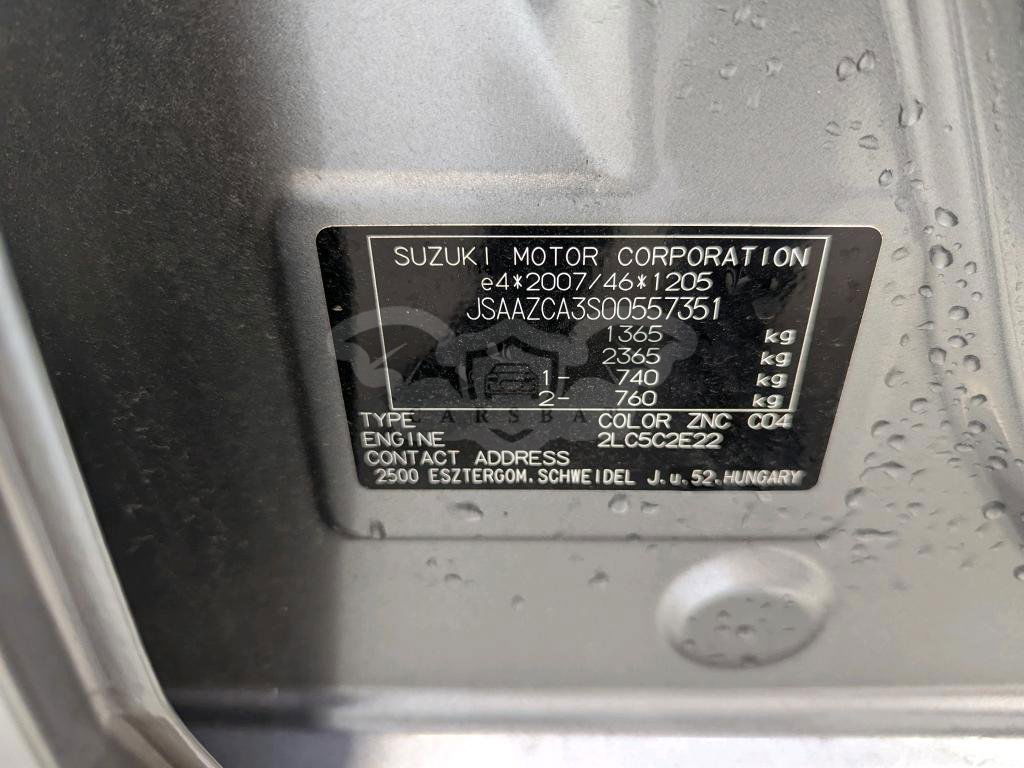 SUZUKI MOTOR CORPORATION
e4*2007/46*1205
JSAAZCA3S00557351
1365 kg
2365 kg
1- 740 kg
2- 760 kg
TYPE COLOR ZNC C04
ENGINE 2LC5C2E22
CONTACT ADDRESS
2500 ESZTERGOM.SCHWEIDEL J.u.52.HUNGARY
ARSBA